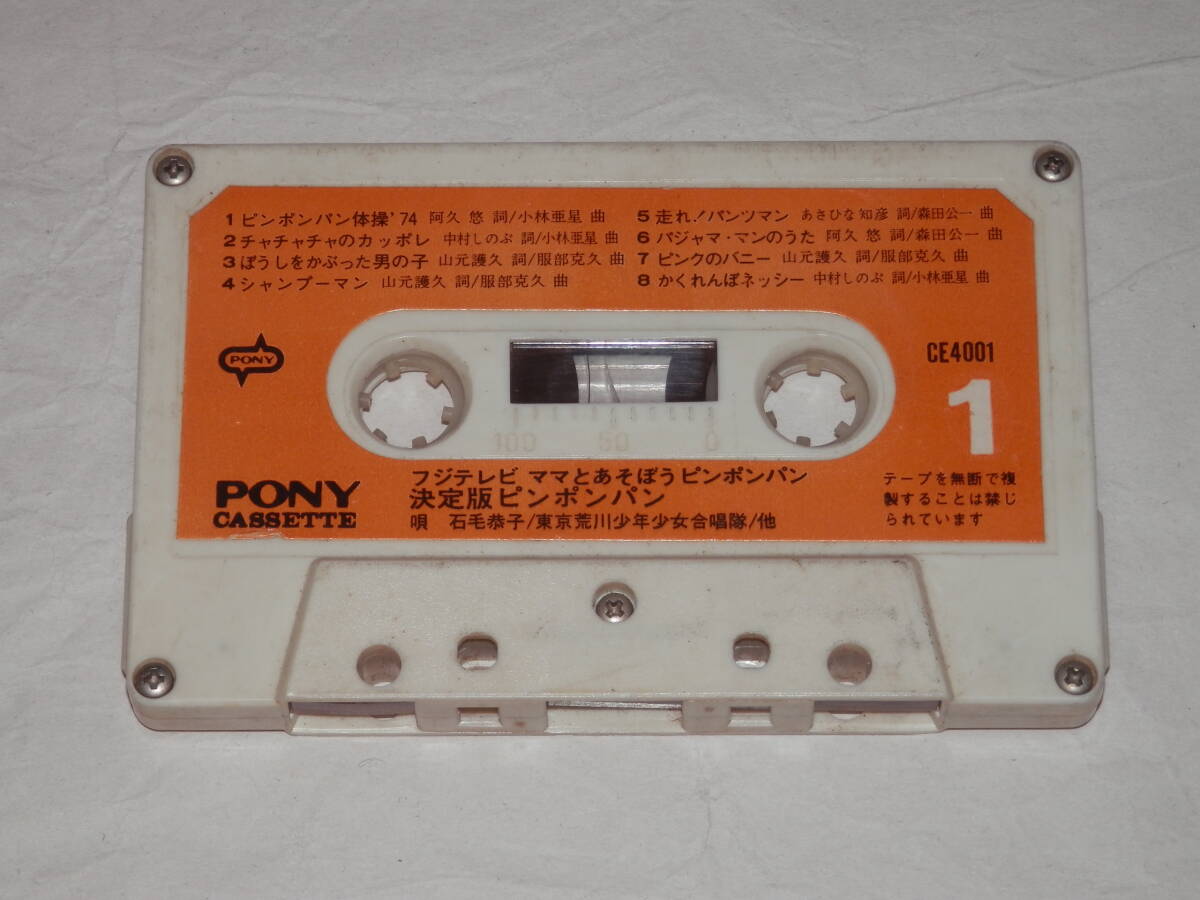 1 ピンポンパン体操'74 阿久 悠 詞/小林亜星 曲
2 チャチャチャのカッポレ 中村しのぶ 詞/小林亜星 曲
3 ぼうしをかぶった男の子 山元護久 詞/服部克久 曲
4 シャンプーマン 山元護久 詞/服部克久 曲
5 走れ!パンツマン あさひな知彦 詞/森田公一 曲
6 パジャマ・マンのうた 阿久 悠 詞/森田公一 曲
7 ピンクのバニー 山元護久 詞/服部克久 曲
8 かくれんぼネッシー 中村しのぶ 詞/小林亜星 曲
PONY
CE4001
1
100 50 0
PONY
CASSETTE
フジテレビ ママとあそぼうピンポンパン
決定版ピンポンパン
唄 石毛恭子/東京荒川少年少女合唱隊/他
テープを無断で複
製することは禁じ
られています